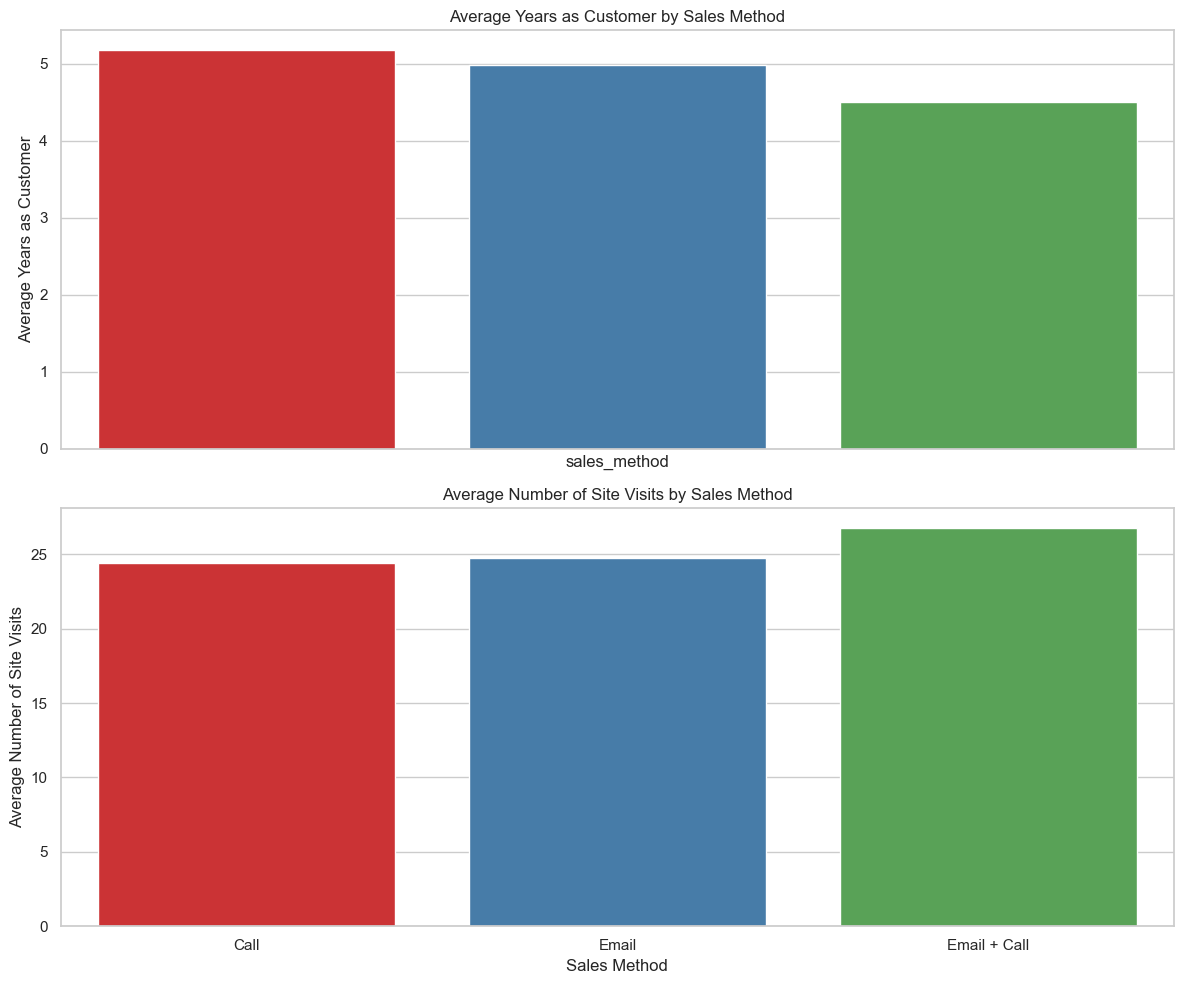 Average Years as Customer by Sales Method
Average Years as Customer
5
4
3
2
1
0
sales_method
Average Number of Site Visits by Sales Method
Average Number of Site Visits
25
20
15
10
5
0
Call Email Email + Call
Sales Method